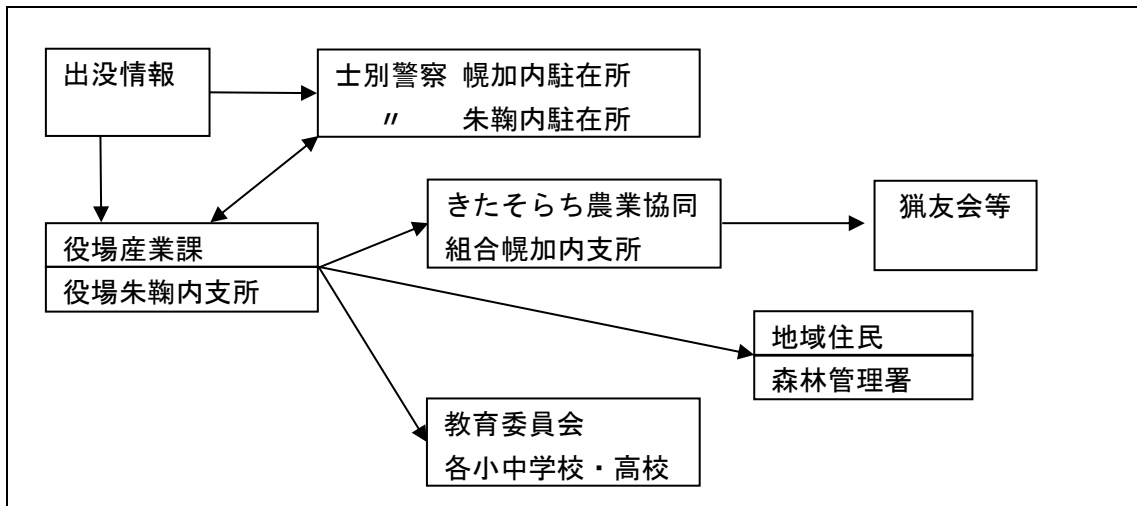 出没情報
士別警察 幌加内駐在所
〃 朱鞠内駐在所
役場産業課
役場朱鞠内支所
きたそらち農業協同
組合幌加内支所
猟友会等
地域住民
森林管理署
教育委員会
各小中学校・高校